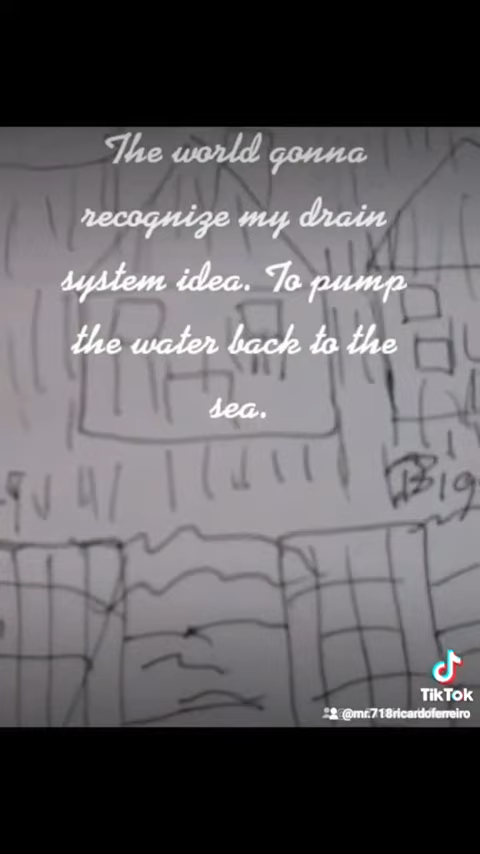 The world gonna
recognize my drain
system idea. To pump
the water back to the
sea.
Big
TikTok
@mr.718ricardoferreiro